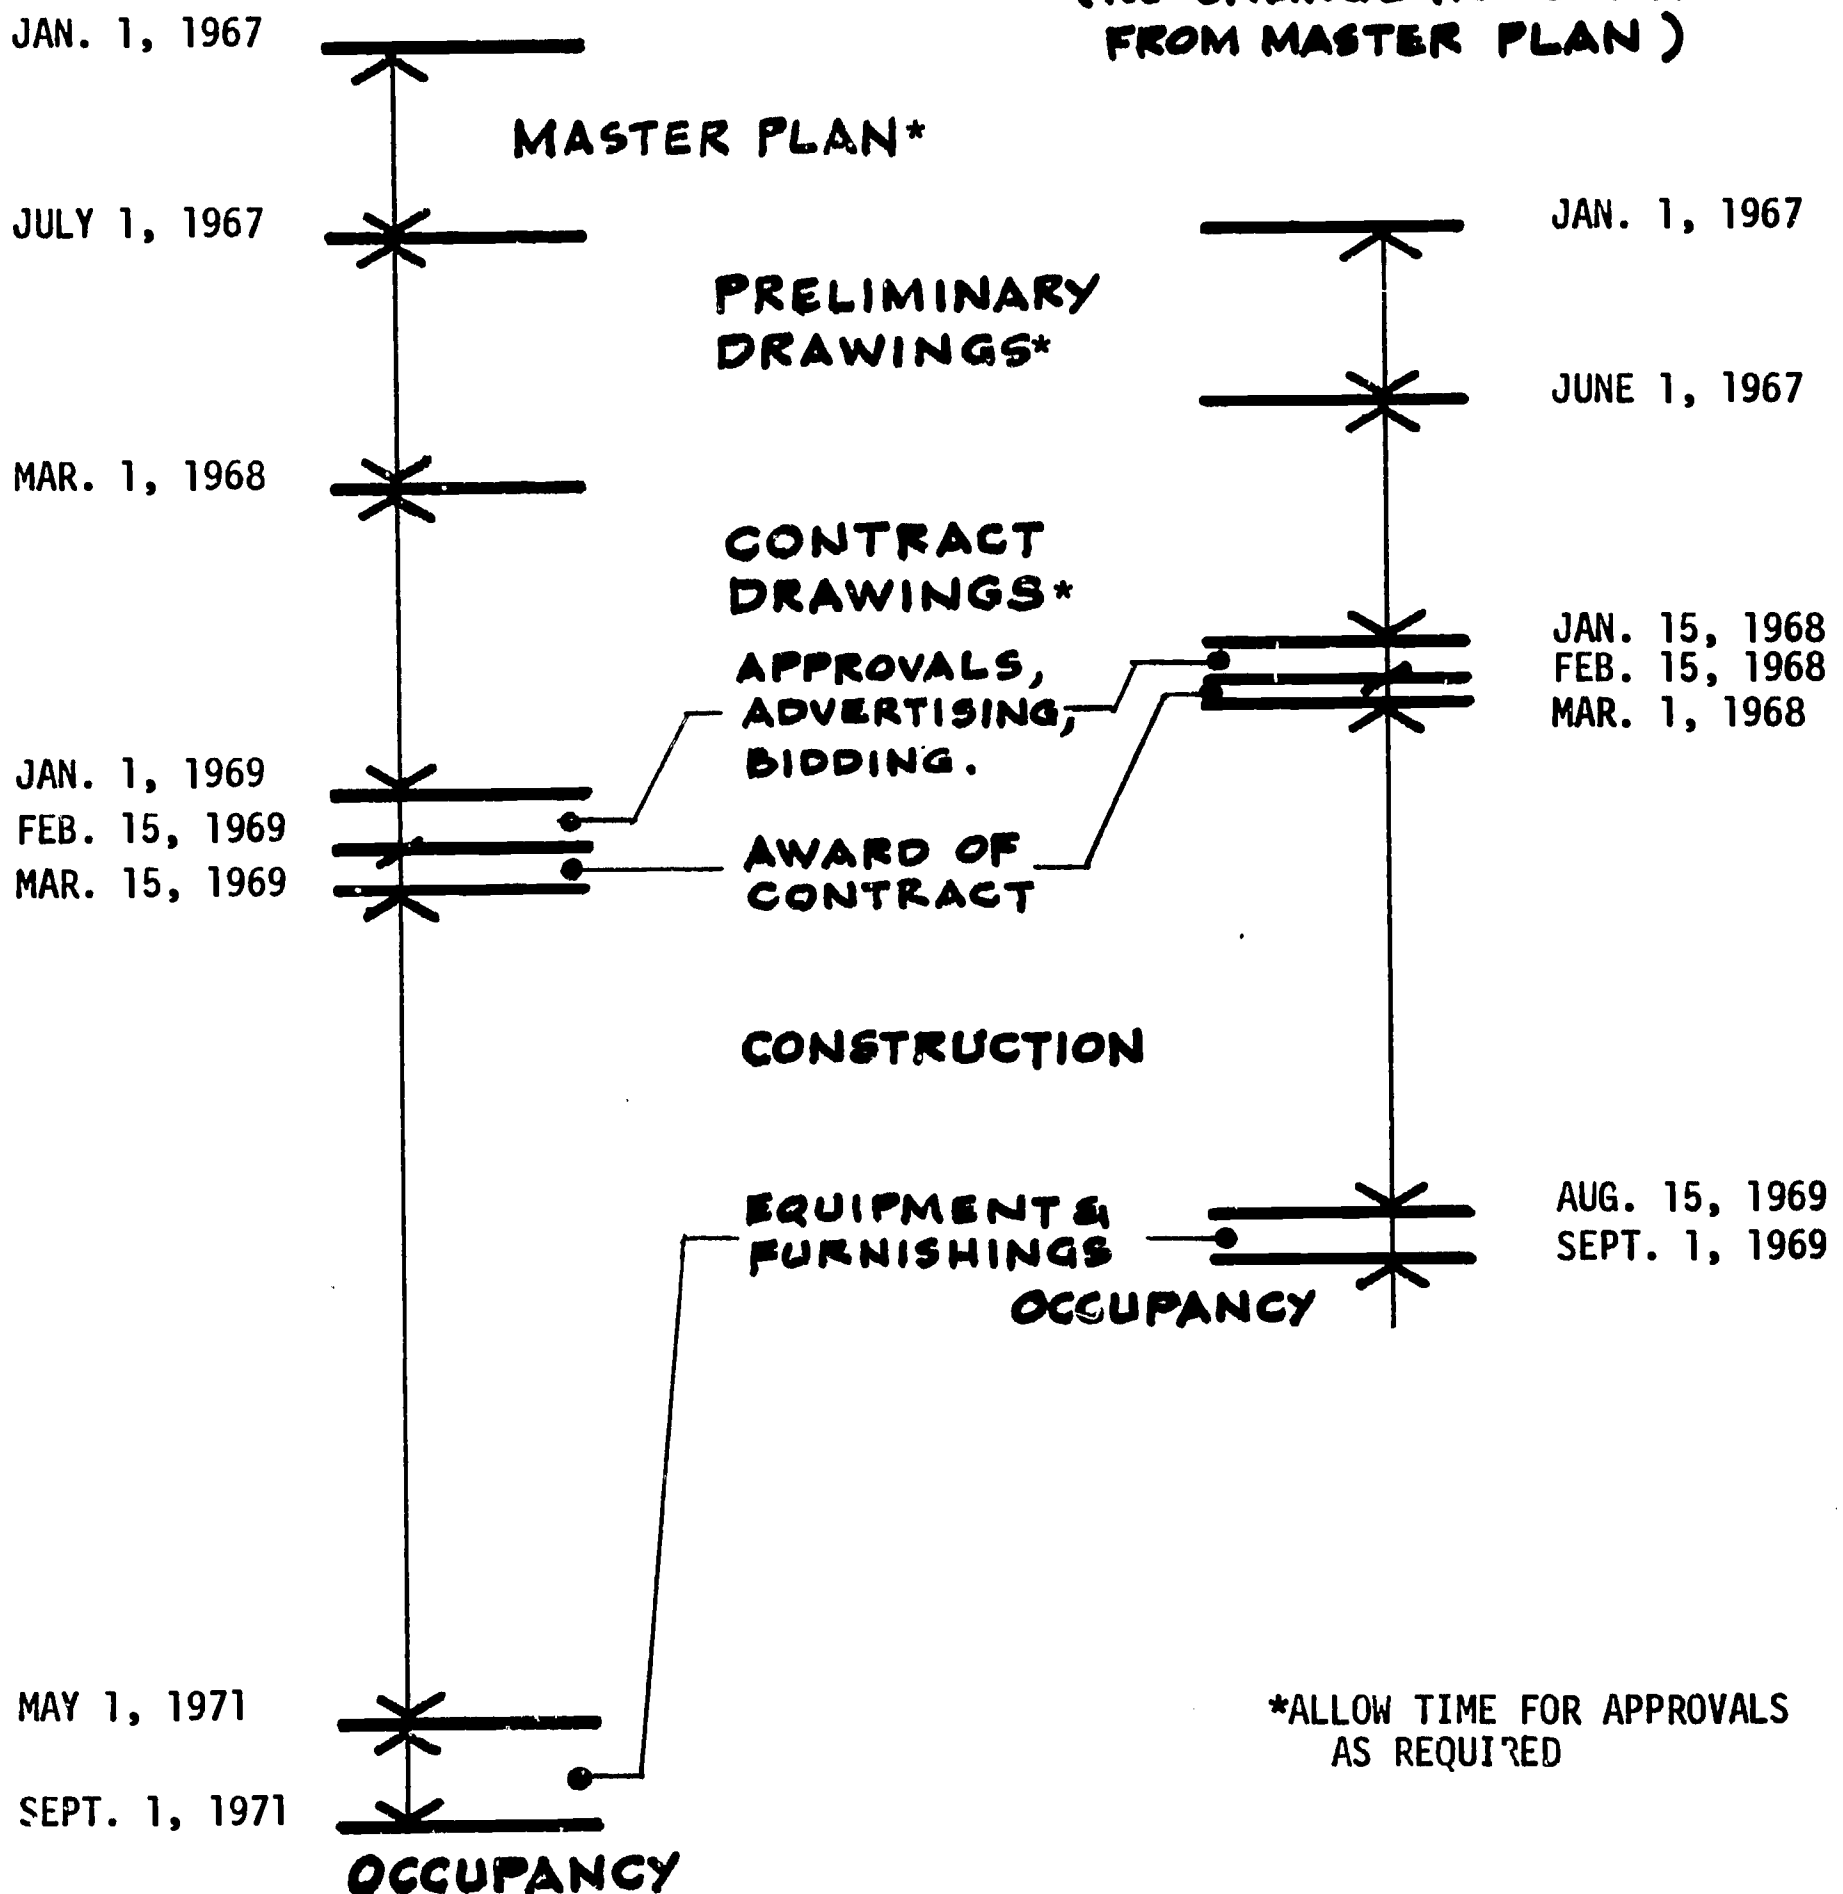 FROM MASTER PLAN)
JAN. 1, 1967
MASTER PLAN*
JULY 1, 1967
JAN. 1, 1967
PRELIMINARY
DRAWINGS*
JUNE 1, 1967
MAR. 1, 1968
CONTRACT
DRAWINGS*
JAN. 15, 1968
FEB. 15, 1968
MAR. 1, 1968
APPROVALS,
ADVERTISING,
BIDDING.
JAN. 1, 1969
FEB. 15, 1969
MAR. 15, 1969
AWARD OF
CONTRACT
CONSTRUCTION
EQUIPMENT &
FURNISHINGS
AUG. 15, 1969
SEPT. 1, 1969
OCCUPANCY
MAY 1, 1971
*ALLOW TIME FOR APPROVALS
AS REQUIRED
SEPT. 1, 1971
OCCUPANCY